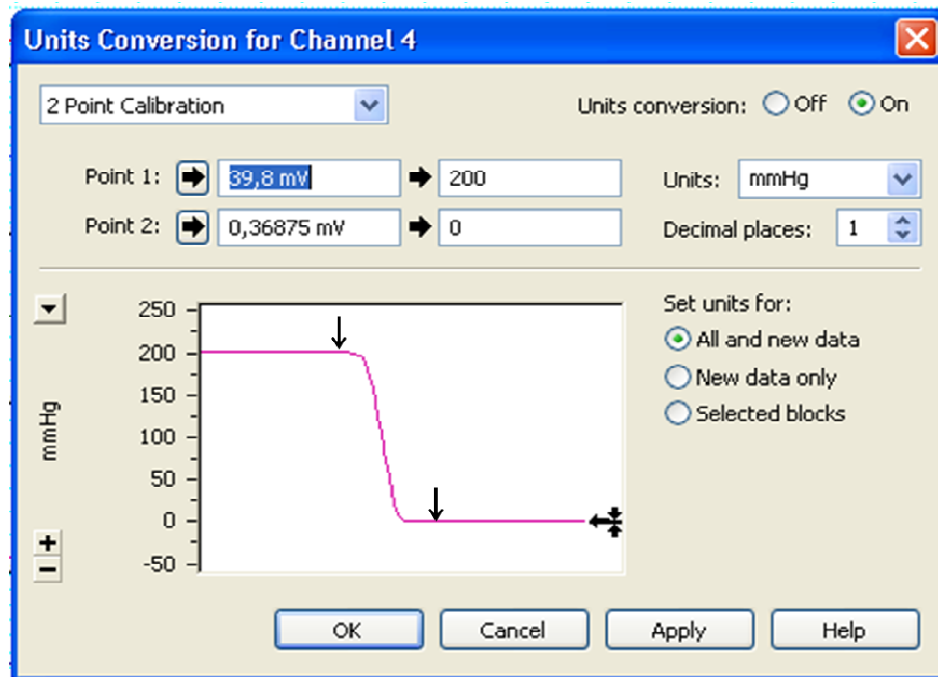 Units Conversion for Channel 4
2 Point Calibration
Units conversion: Off On
Point 1: 39,8 mV 200
Units: mmHg
Point 2: 0,36875 mV 0
Decimal places: 1
Set units for:
All and new data
New data only
Selected blocks
250
200
150
100
50
0
-50
mmHg
OK Cancel Apply Help